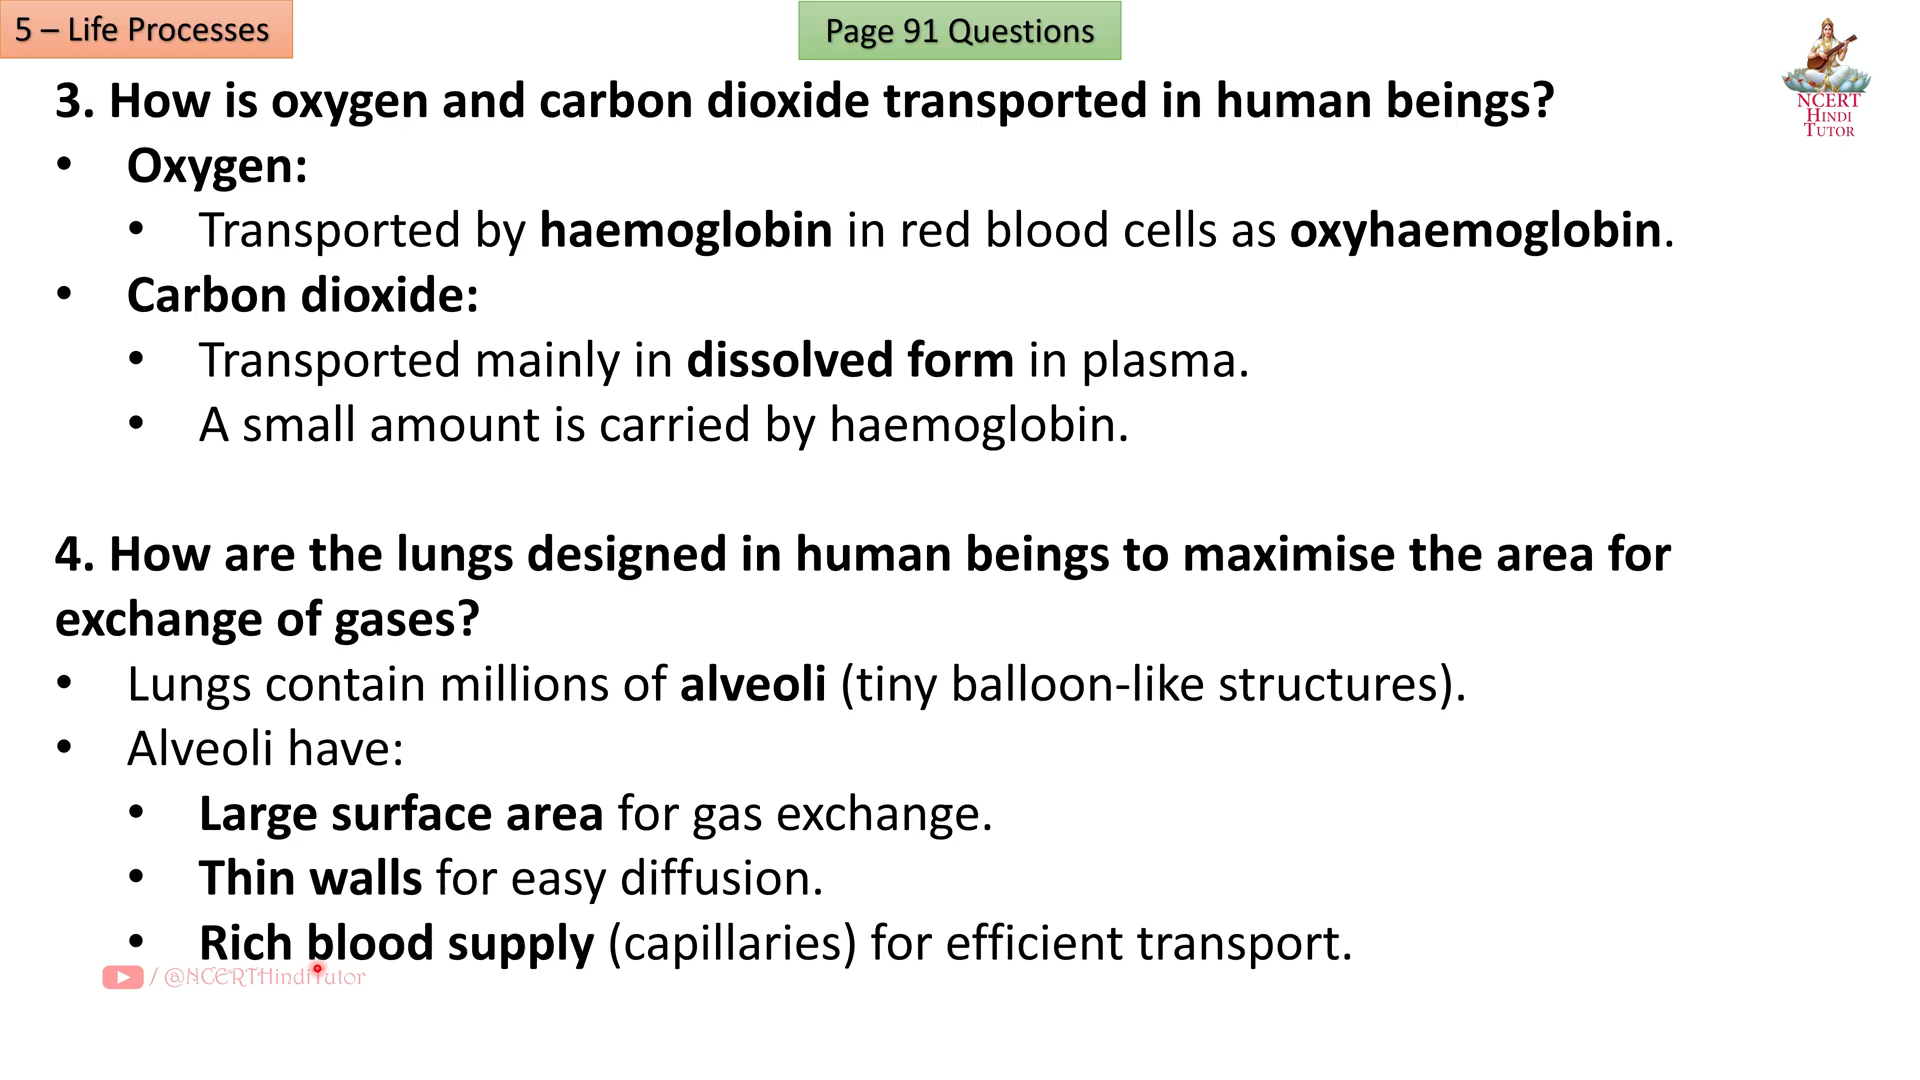 5 – Life Processes
Page 91 Questions
NCERT
HINDI
TUTOR
3. How is oxygen and carbon dioxide transported in human beings?
• Oxygen:
• Transported by haemoglobin in red blood cells as oxyhaemoglobin.
• Carbon dioxide:
• Transported mainly in dissolved form in plasma.
• A small amount is carried by haemoglobin.
4. How are the lungs designed in human beings to maximise the area for
exchange of gases?
• Lungs contain millions of alveoli (tiny balloon-like structures).
• Alveoli have:
• Large surface area for gas exchange.
• Thin walls for easy diffusion.
• Rich blood supply (capillaries) for efficient transport.
/ @NCERTHindiTutor